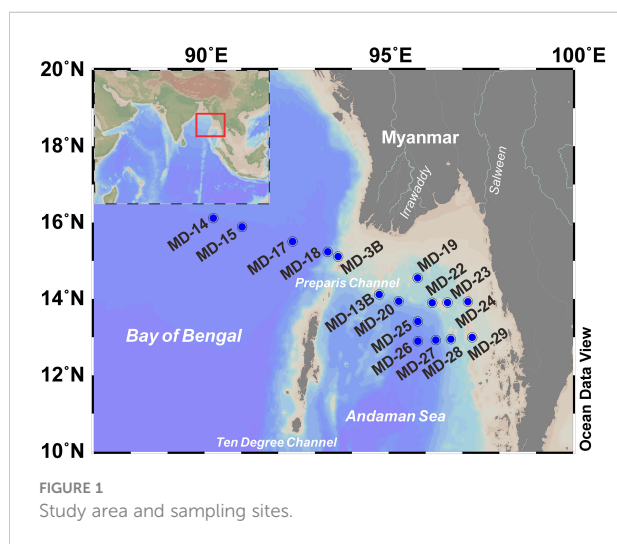 90°E
95°E
100°E
20°N
18°N
16°N
14°N
12°N
10°N
Myanmar
Irrawaddy
Salween
MD-14
MD-15
MD-17
MD-18
MD-3B
MD-19
MD-22
MD-23
Preparis Channel
MD-13B
MD-20
MD-24
MD-25
MD-26
MD-27
MD-28
MD-29
Bay of Bengal
Andaman Sea
Ten Degree Channel
Ocean Data View
FIGURE 1
Study area and sampling sites.